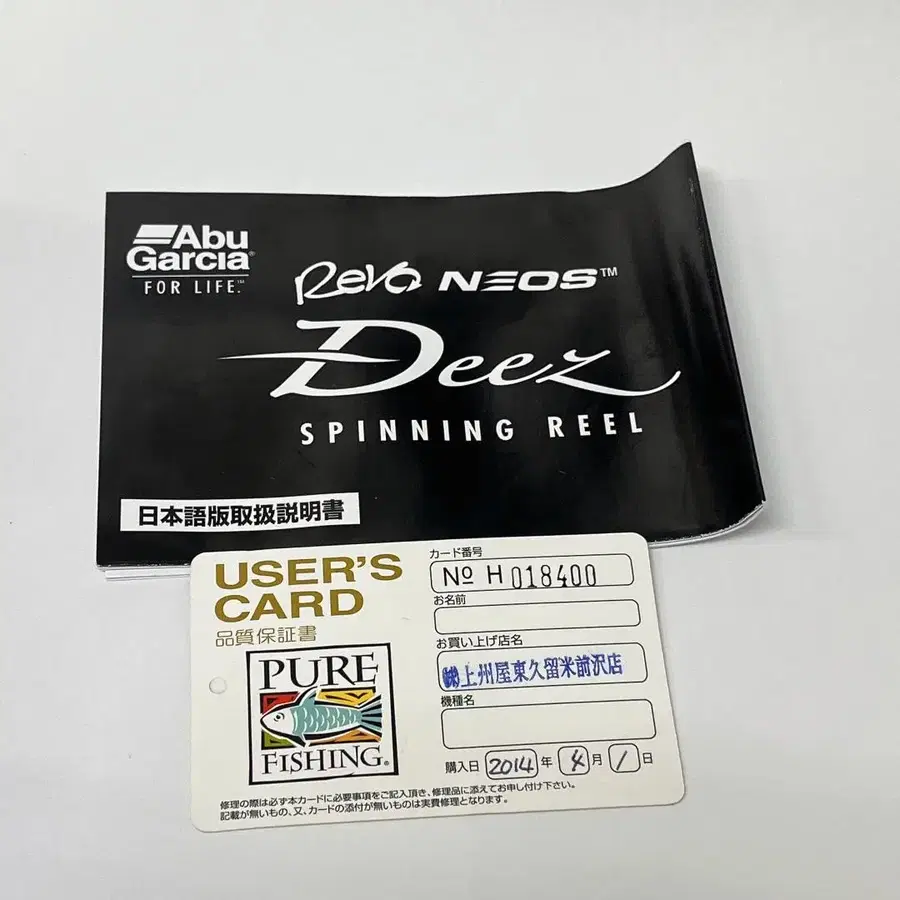 Abu
Garcia®
FOR LIFE.™
Revo NEOS™
Deez
SPINNING REEL
日本語版取扱説明書
USER'S
CARD
品質保証書
PURE
FISHING®
カード番号
Nº H 018400
お名前
お買い上げ店名
㈱上州屋東久留米前沢店
機種名
購入日 2014 年 4 月 1 日
修理の際は必ず本カードに必要事項をご記入頂き、修理品に添えてお申し付け下さい。
記載が無いもの、又、カードの添付が無いものは実費修理となります。